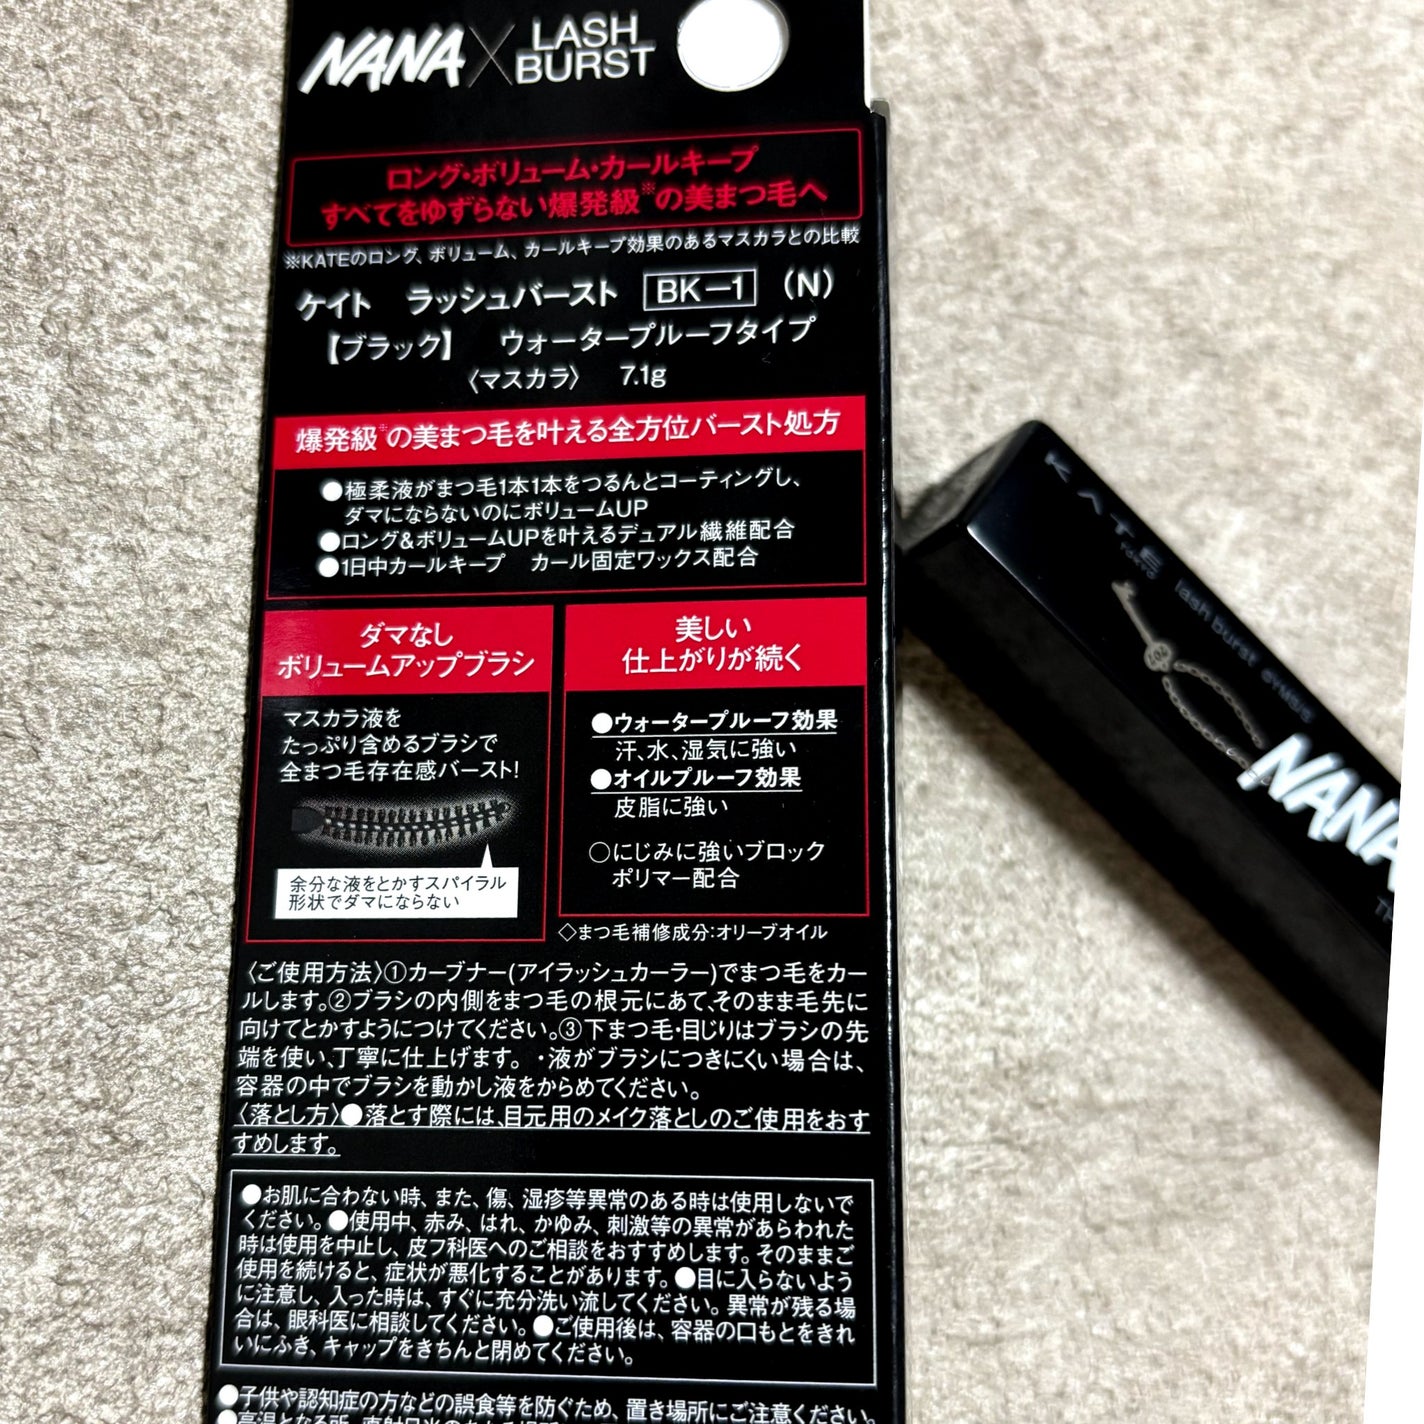 NANA × LASH BURST
ロング・ボリューム・カールキープ
すべてをゆずらない爆発級※の美まつ毛へ
※KATEのロング、ボリューム、カールキープ効果のあるマスカラとの比較
ケイト ラッシュバースト BK-1 (N)
【ブラック】 ウォータープルーフタイプ
〈マスカラ〉 7.1g
爆発級※の美まつ毛を叶える全方位バースト処方
●極柔液がまつ毛1本1本をつるんとコーティングし、
ダマにならないのにボリュームUP
●ロング&ボリュームUPを叶えるデュアル繊維配合
●1日中カールキープ カール固定ワックス配合
ダマなし
ボリュームアップブラシ
マスカラ液を
たっぷり含めるブラシで
全まつ毛存在感バースト!
余分な液をとかすスパイラル
形状でダマにならない
美しい
仕上がりが続く
●ウォータープルーフ効果
汗、水、湿気に強い
●オイルプルーフ効果
皮脂に強い
○にじみに強いブロック
ポリマー配合
◇まつ毛補修成分:オリーブオイル
〈ご使用方法〉①カーブナー(アイラッシュカーラー)でまつ毛をカー
ルします。②ブラシの内側をまつ毛の根元にあて、そのまま毛先に
向けてとかすようにつけてください。③下まつ毛・目じりはブラシの先
端を使い、丁寧に仕上げます。 ・液がブラシにつきにくい場合は、
容器の中でブラシを動かし液をからめてください。
〈落とし方〉●落とす際には、目元用のメイク落としのご使用をおす
すめします。
●お肌に合わない時、また、傷、湿疹等異常のある時は使用しないで
ください。●使用中、赤み、はれ、かゆみ、刺激等の異常があらわれた
時は使用を中止し、皮フ科医へのご相談をおすすめします。そのままご
使用を続けると、症状が悪化することがあります。●目に入らないよう
に注意し、入った時は、すぐに充分洗い流してください。異常が残る場
合は、眼科医に相談してください。●ご使用後は、容器の口もとをきれ
いにふき、キャップをきちんと閉めてください。
●子供や認知症の方などの誤食等を防ぐため、置き場所にご注意ください。
KATE
TOKYO
lash burst
707
NANA